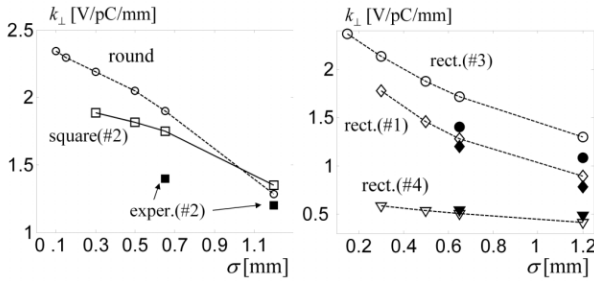 k⊥ [V/pC/mm]
2.5
2
1.5
1
round
square(#2)
exper.(#2)
0.1 0.3 0.5 0.7 0.9 1.1
σ [mm]
k⊥ [V/pC/mm]
2
1.5
1
0.5
rect.(#3)
rect.(#1)
rect.(#4)
0.2 0.4 0.6 0.8 1 1.2
σ [mm]